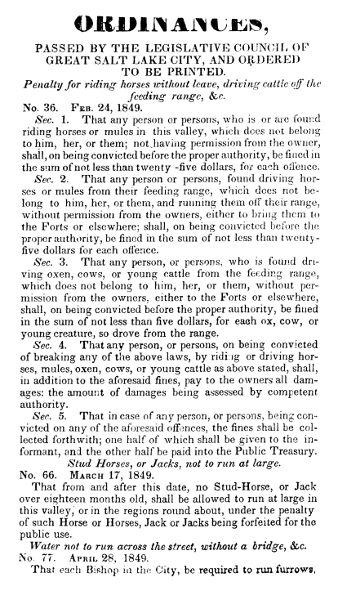 ORDINANCES,
PASSED BY THE LEGISLATIVE COUNCIL OF
GREAT SALT LAKE CITY, AND ORDERED
TO BE PRINTED.
Penalty for riding horses without leave, driving cattle off the
feeding range, &c.
No. 36. FEB. 24, 1849.
Sec. 1. That any person or persons, who is or are found
riding horses or mules in this valley, which does not belong
to him, her, or them; not having permission from the owner,
shall, on being convicted before the proper authority, be fined in
the sum of not less than twenty-five dollars, for each offence.
Sec. 2. That any person, or persons, found driving hor-
ses or mules from their feeding range, which does not be-
long to him, her, or them, and running them off their range,
without permission from the owners, either to bring them to
the Forts or elsewhere; shall, on being convicted before the
proper authority, be fined in the sum of not less than twenty-
five dollars for each offence.
Sec. 3. That any person, or persons, who is found dri-
ving oxen, cows, or young cattle from the feeding range,
which does not belong to him, her, or them, without per-
mission from the owners, either to the Forts or elsewhere,
shall, on being convicted before the proper authority, be fined
in the sum of not less than five dollars, for each ox, cow, or
young creature, so drove from the range.
Sec. 4. That any person, or persons, on being convicted
of breaking any of the above laws, by riding or driving hor-
ses, mules, oxen, cows, or young cattle as above stated, shall,
in addition to the aforesaid fines, pay to the owners all dam-
ages: the amount of damages being assessed by competent
authority.
Sec. 5. That in case of any person, or persons, being con-
victed on any of the aforesaid offences, the fines shall be col-
lected forthwith; one half of which shall be given to the in-
formant, and the other half be paid into the Public Treasury.
Stud Horses, or Jacks, not to run at large.
No. 66. MARCH 17, 1849.
That from and after this date, no Stud-Horse, or Jack
over eighteen months old, shall be allowed to run at large in
this valley, or in the regions round about, under the penalty
of such Horse or Horses, Jack or Jacks being forfeited for the
public use.
Water not to run across the street, without a bridge, &c.
No. 77. APRIL 28, 1849.
That each Bishop in the City, be required to run furrows,